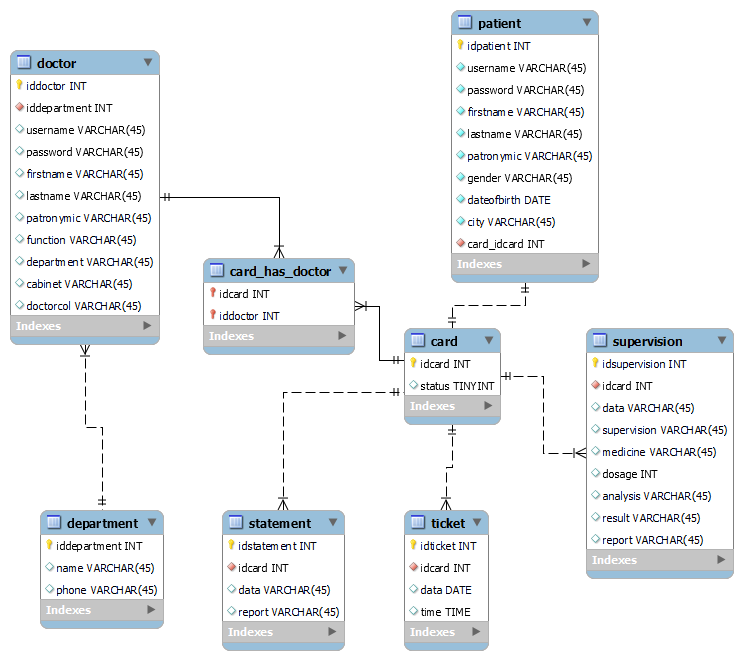 patient
idpatient INT
username VARCHAR(45)
password VARCHAR(45)
firstname VARCHAR(45)
lastname VARCHAR(45)
patronymic VARCHAR(45)
gender VARCHAR(45)
dateofbirth DATE
city VARCHAR(45)
card_idcard INT
Indexes
doctor
iddoctor INT
iddepartment INT
username VARCHAR(45)
password VARCHAR(45)
firstname VARCHAR(45)
lastname VARCHAR(45)
patronymic VARCHAR(45)
function VARCHAR(45)
department VARCHAR(45)
cabinet VARCHAR(45)
doctorcol VARCHAR(45)
Indexes
card_has_doctor
idcard INT
iddoctor INT
Indexes
card
idcard INT
status TINYINT
Indexes
supervision
idsupervision INT
idcard INT
data VARCHAR(45)
supervision VARCHAR(45)
medicine VARCHAR(45)
dosage INT
analysis VARCHAR(45)
result VARCHAR(45)
report VARCHAR(45)
Indexes
department
iddepartment INT
name VARCHAR(45)
phone VARCHAR(45)
Indexes
statement
idstatement INT
idcard INT
data VARCHAR(45)
report VARCHAR(45)
Indexes
ticket
idticket INT
idcard INT
data DATE
time TIME
Indexes